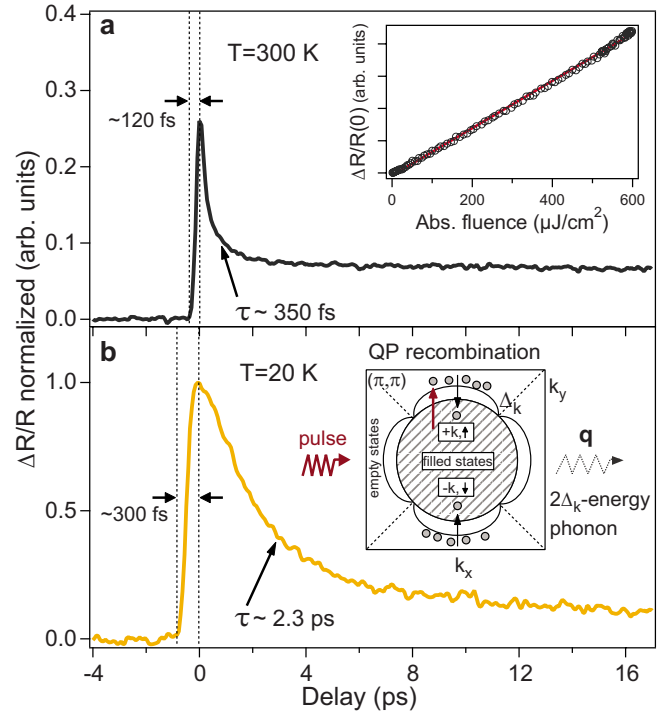 a
T=300 K
~120 fs
τ ~ 350 fs
0.4
0.3
0.2
0.1
0.0
ΔR/R(0) (arb. units)
0
200
400
600
Abs. fluence (µJ/cm²)
ΔR/R normalized (arb. units)
b
T=20 K
~300 fs
τ ~ 2.3 ps
1.0
0.5
0.0
QP recombination
(π,π)
Δk
ky
pulse
empty states
+k,↑
filled states
-k,↓
kx
q
2Δk-energy
phonon
-4
0
4
8
12
16
Delay (ps)